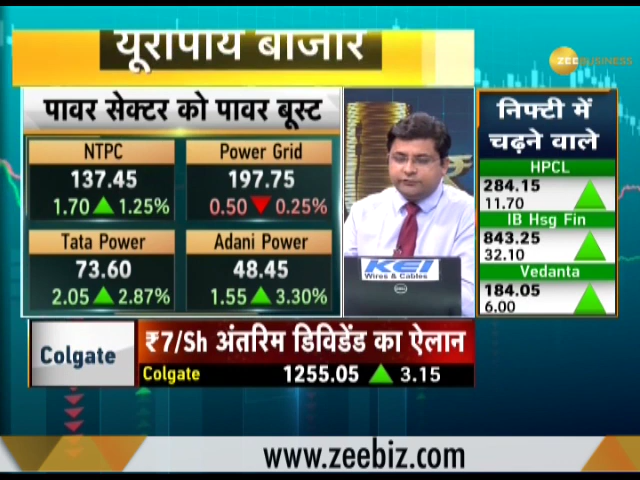 यूरोपीय बाजार
ZEE BUSINESS
पावर सेक्टर को पावर बूस्ट
NTPC
137.45
1.70 1.25%
Power Grid
197.75
0.50 0.25%
Tata Power
73.60
2.05 2.87%
Adani Power
48.45
1.55 3.30%
KEI
Wires & Cables
DELL
निफ्टी में
चढ़ने वाले
HPCL
284.15
11.70
IB Hsg Fin
843.25
32.10
Vedanta
184.05
6.00
Colgate
₹7/Sh अंतरिम डिविडेंड का ऐलान
Colgate 1255.05 3.15
www.zeebiz.com